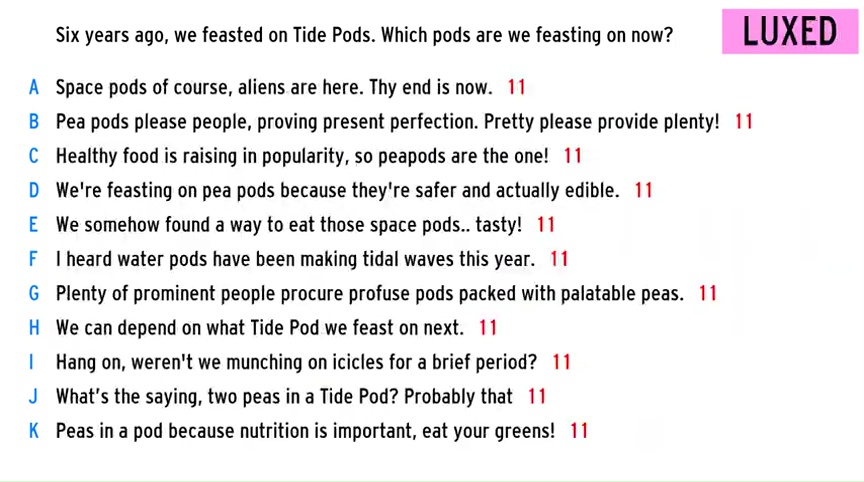 Six years ago, we feasted on Tide Pods. Which pods are we feasting on now?
LUXED
A Space pods of course, aliens are here. Thy end is now. 11
B Pea pods please people, proving present perfection. Pretty please provide plenty! 11
C Healthy food is raising in popularity, so peapods are the one! 11
D We're feasting on pea pods because they're safer and actually edible. 11
E We somehow found a way to eat those space pods.. tasty! 11
F I heard water pods have been making tidal waves this year. 11
G Plenty of prominent people procure profuse pods packed with palatable peas. 11
H We can depend on what Tide Pod we feast on next. 11
I Hang on, weren't we munching on icicles for a brief period? 11
J What's the saying, two peas in a Tide Pod? Probably that 11
K Peas in a pod because nutrition is important, eat your greens! 11